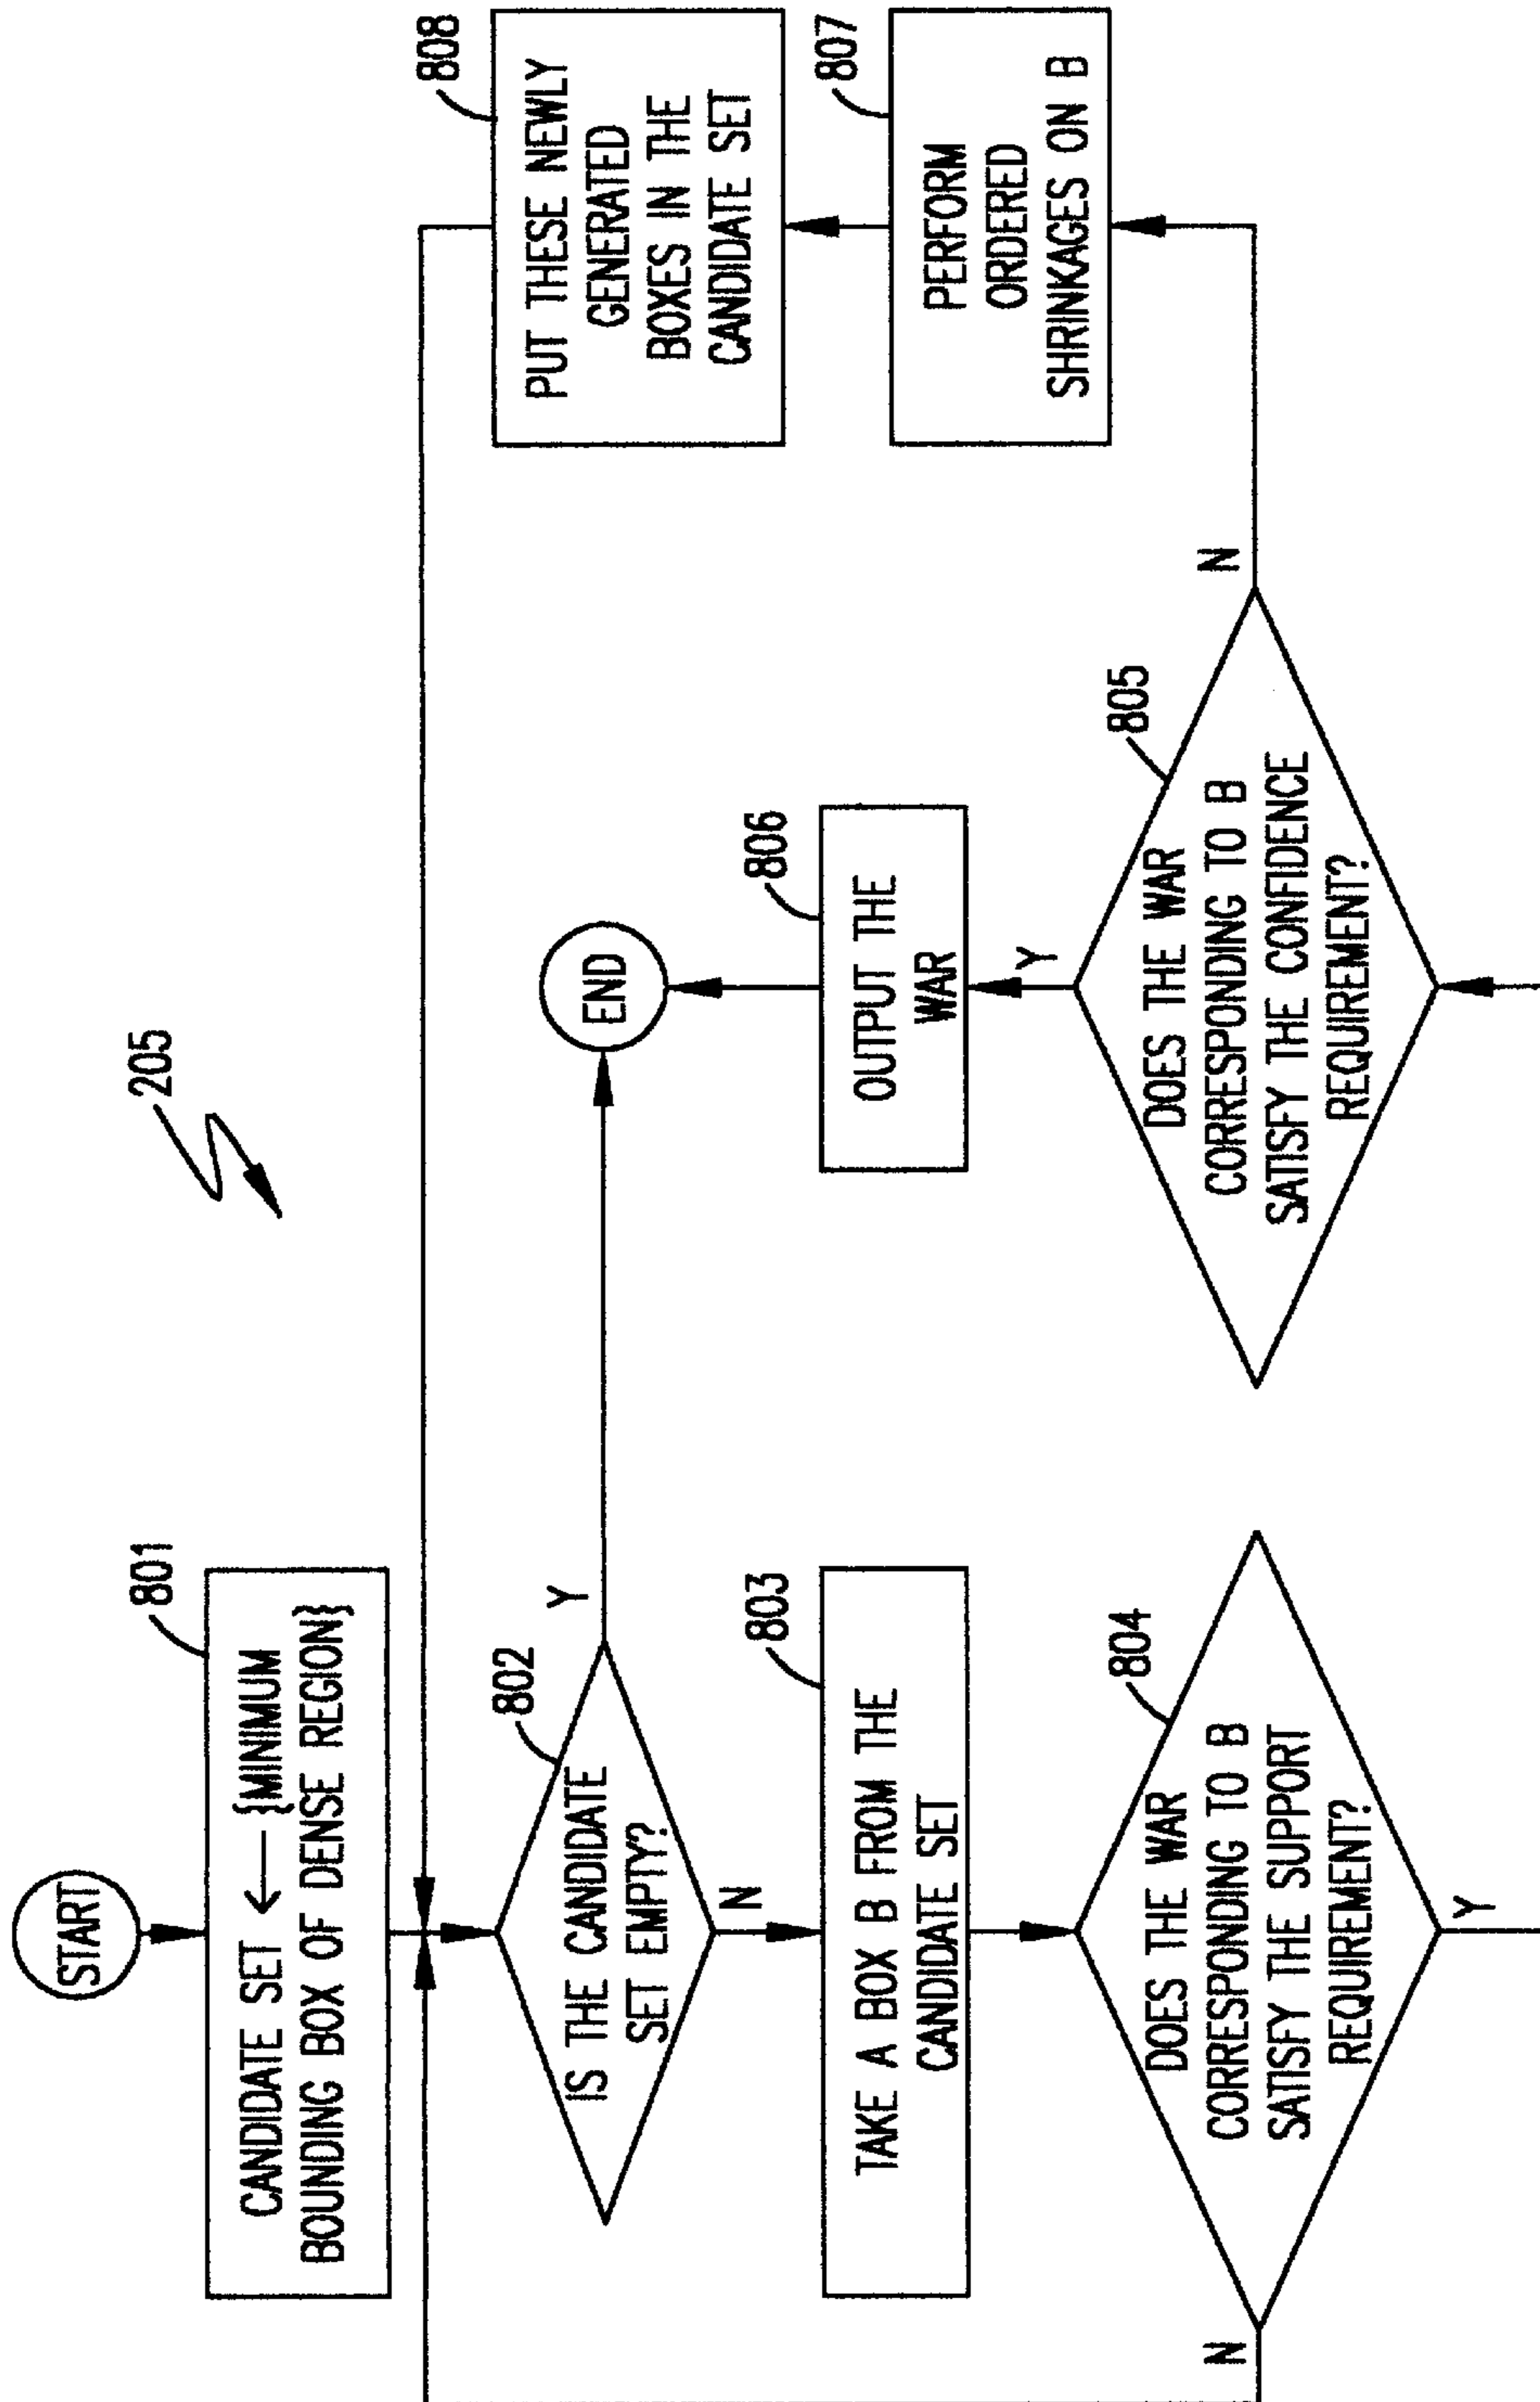 205
START
801
CANDIDATE SET ← {MINIMUM
BOUNDING BOX OF DENSE REGION}
802
IS THE CANDIDATE
SET EMPTY?
Y
N
803
TAKE A BOX B FROM THE
CANDIDATE SET
804
DOES THE WAR
CORRESPONDING TO B
SATISFY THE SUPPORT
REQUIREMENT?
N
Y
END
806
OUTPUT THE
WAR
Y
805
DOES THE WAR
CORRESPONDING TO B
SATISFY THE CONFIDENCE
REQUIREMENT?
N
808
PUT THESE NEWLY
GENERATED
BOXES IN THE
CANDIDATE SET
807
PERFORM
ORDERED
SHRINKAGES ON B